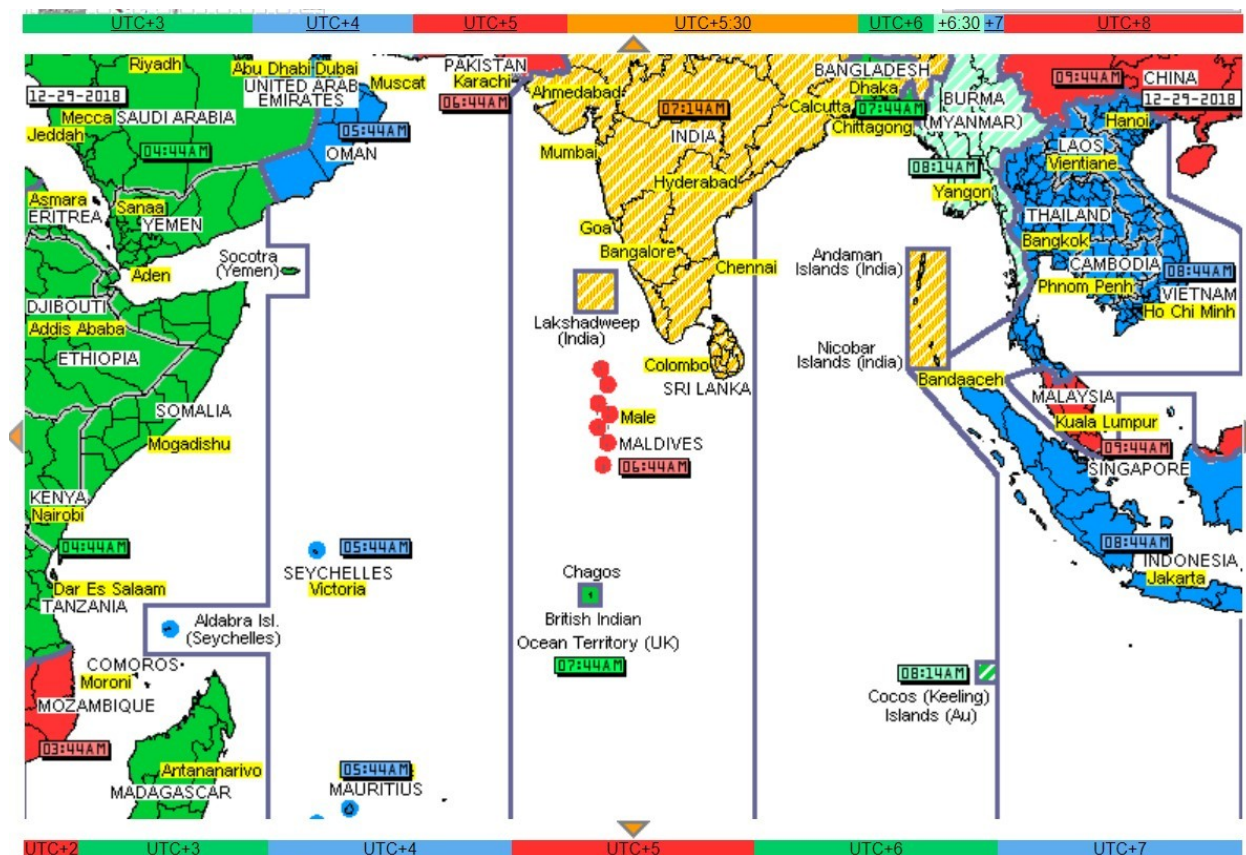 UTC+3 UTC+4 UTC+5 UTC+5:30 UTC+6 +6:30 +7 UTC+8
Riyadh
Abu Dhabi Dubai
UNITED ARAB
EMIRATES
Muscat
PAKISTAN
Karachi
06:44AM
Ahmedabad
07:14AM
INDIA
BANGLADESH
Dhaka
Calcutta
07:44AM
Chittagong
BURMA
(MYANMAR)
09:44AM
CHINA
12-29-2018
12-29-2018
Mecca
SAUDI ARABIA
Jeddah
04:44AM
05:44AM
OMAN
Mumbai
Hyderabad
08:14AM
Yangon
Hanoi
LAOS
Vientiane
Asmara
ERITREA
Sanaa
YEMEN
Aden
Socotra
(Yemen)
Goa
Bangalore
Chennai
Andaman
Islands (India)
THAILAND
Bangkok
CAMBODIA
08:44AM
Phnom Penh
VIETNAM
Ho Chi Minh
DJIBOUTI
Addis Ababa
ETHIOPIA
Lakshadweep
(India)
Colombo
SRI LANKA
Nicobar
Islands (india)
Bandaaceh
SOMALIA
Mogadishu
Male
MALDIVES
06:44AM
MALAYSIA
Kuala Lumpur
09:44AM
SINGAPORE
KENYA
Nairobi
04:44AM
05:44AM
SEYCHELLES
Victoria
08:44AM
INDONESIA
Jakarta
Dar Es Salaam
TANZANIA
Aldabra Isl.
(Seychelles)
Chagos
British Indian
Ocean Territory (UK)
07:44AM
COMOROS
Moroni
MOZAMBIQUE
03:44AM
08:14AM
Cocos (Keeling)
Islands (Au)
Antananarivo
MADAGASCAR
05:44AM
MAURITIUS
UTC+2 UTC+3 UTC+4 UTC+5 UTC+6 UTC+7